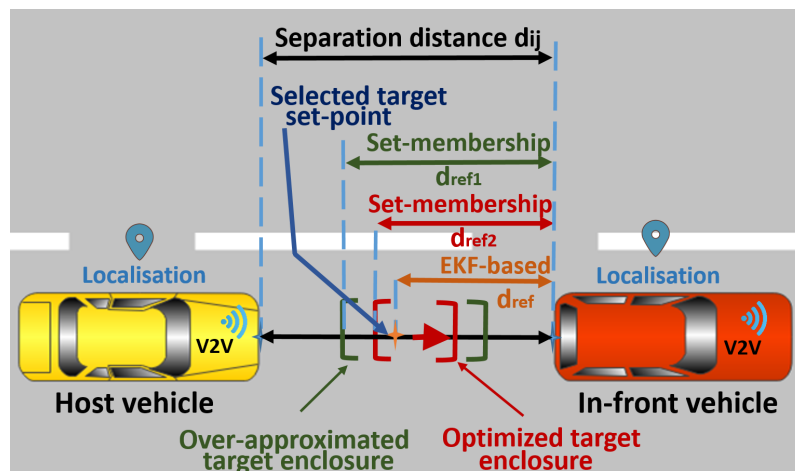 Separation distance dij
Selected target
set-point
Set-membership
dref1
Set-membership
dref2
EKF-based
dref
Localisation
Localisation
V2V
V2V
Host vehicle
In-front vehicle
Over-approximated
target enclosure
Optimized target
enclosure